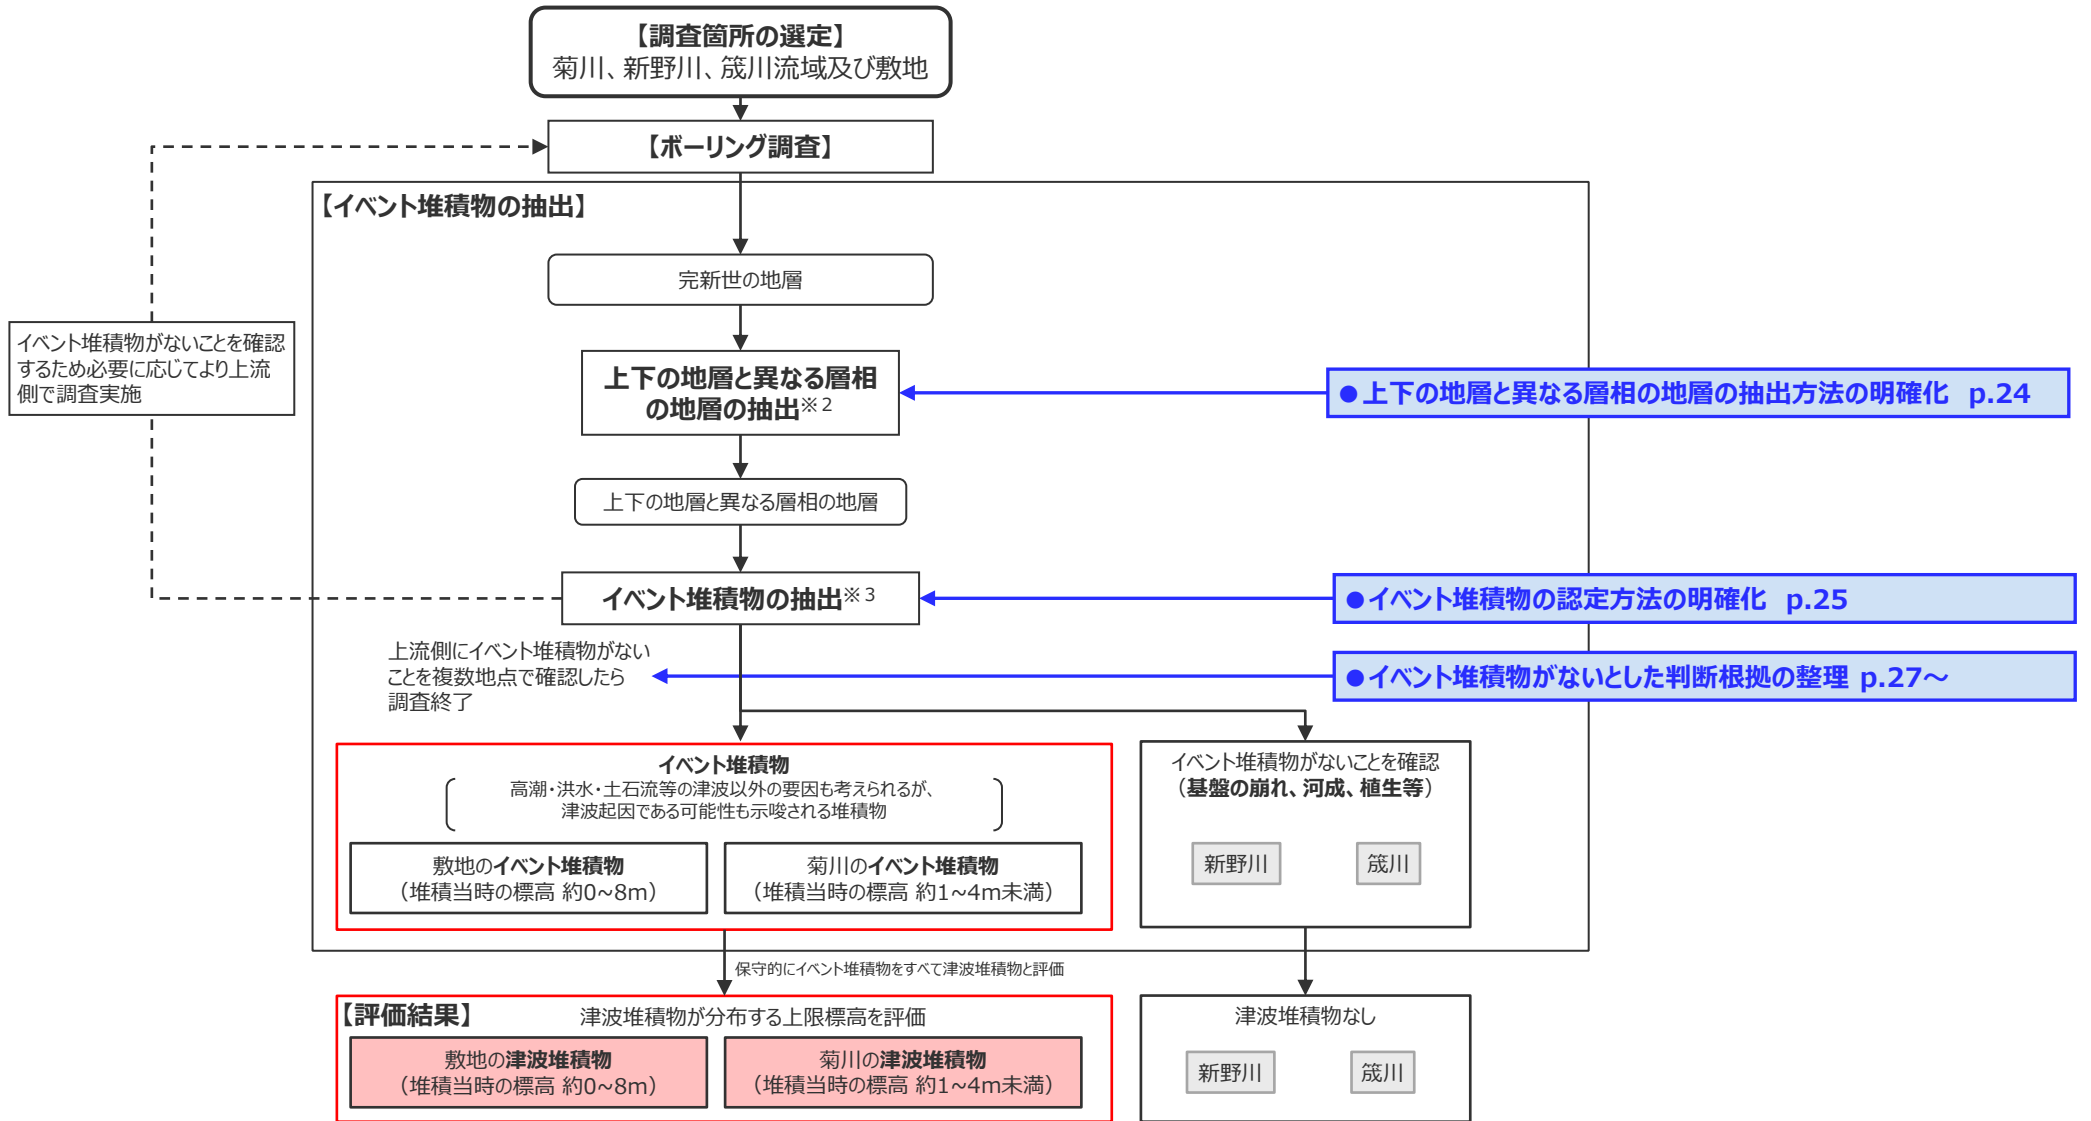 【調査箇所の選定】
菊川、新野川、筬川流域及び敷地
【ボーリング調査】
【イベント堆積物の抽出】
完新世の地層
イベント堆積物がないことを確認
するため必要に応じてより上流
側で調査実施
上下の地層と異なる層相
の地層の抽出※2
●上下の地層と異なる層相の地層の抽出方法の明確化 p.24
上下の地層と異なる層相の地層
イベント堆積物の抽出※3
●イベント堆積物の認定方法の明確化 p.25
上流側にイベント堆積物がない
ことを複数地点で確認したら
調査終了
●イベント堆積物がないとした判断根拠の整理 p.27～
イベント堆積物
高潮・洪水・土石流等の津波以外の要因も考えられるが、
津波起因である可能性も示唆される堆積物
敷地のイベント堆積物
（堆積当時の標高 約0~8m）
菊川のイベント堆積物
（堆積当時の標高 約1~4m未満）
イベント堆積物がないことを確認
（基盤の崩れ、河成、植生等）
新野川
筬川
保守的にイベント堆積物をすべて津波堆積物と評価
【評価結果】
津波堆積物が分布する上限標高を評価
敷地の津波堆積物
（堆積当時の標高 約0~8m）
菊川の津波堆積物
（堆積当時の標高 約1~4m未満）
津波堆積物なし
新野川
筬川